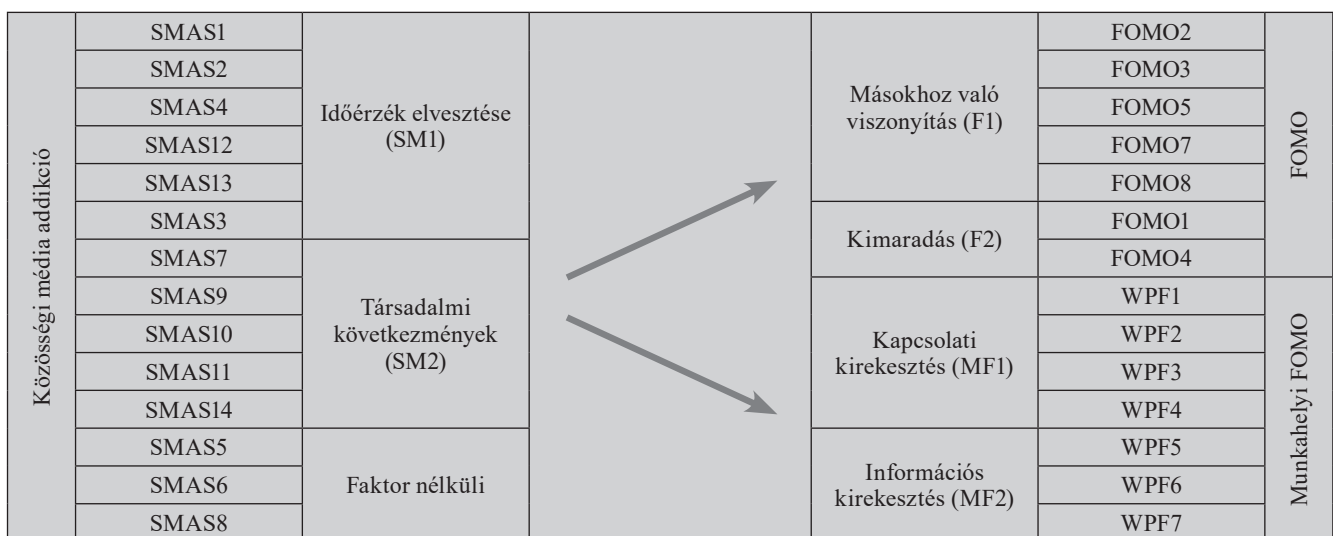 Közösségi média addikció
SMAS1
SMAS2
SMAS4
SMAS12
SMAS13
SMAS3
SMAS7
SMAS9
SMAS10
SMAS11
SMAS14
SMAS5
SMAS6
SMAS8
Időérzék elvesztése
(SM1)
Társadalmi
következmények
(SM2)
Faktor nélküli
Másokhoz való
viszonyítás (F1)
Kimaradás (F2)
Kapcsolati
kirekesztés (MF1)
Információs
kirekesztés (MF2)
FOMO2
FOMO3
FOMO5
FOMO7
FOMO8
FOMO1
FOMO4
WPF1
WPF2
WPF3
WPF4
WPF5
WPF6
WPF7
FOMO
Munkahelyi FOMO